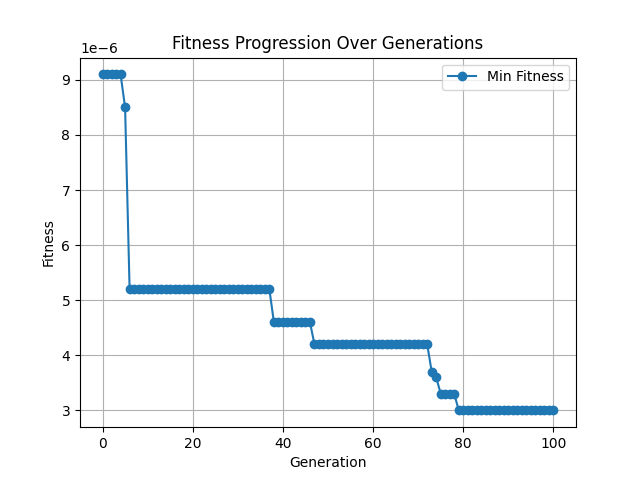 Fitness Progression Over Generations
1e−6
Min Fitness
9
8
7
6
5
4
3
Fitness
0 20 40 60 80 100
Generation